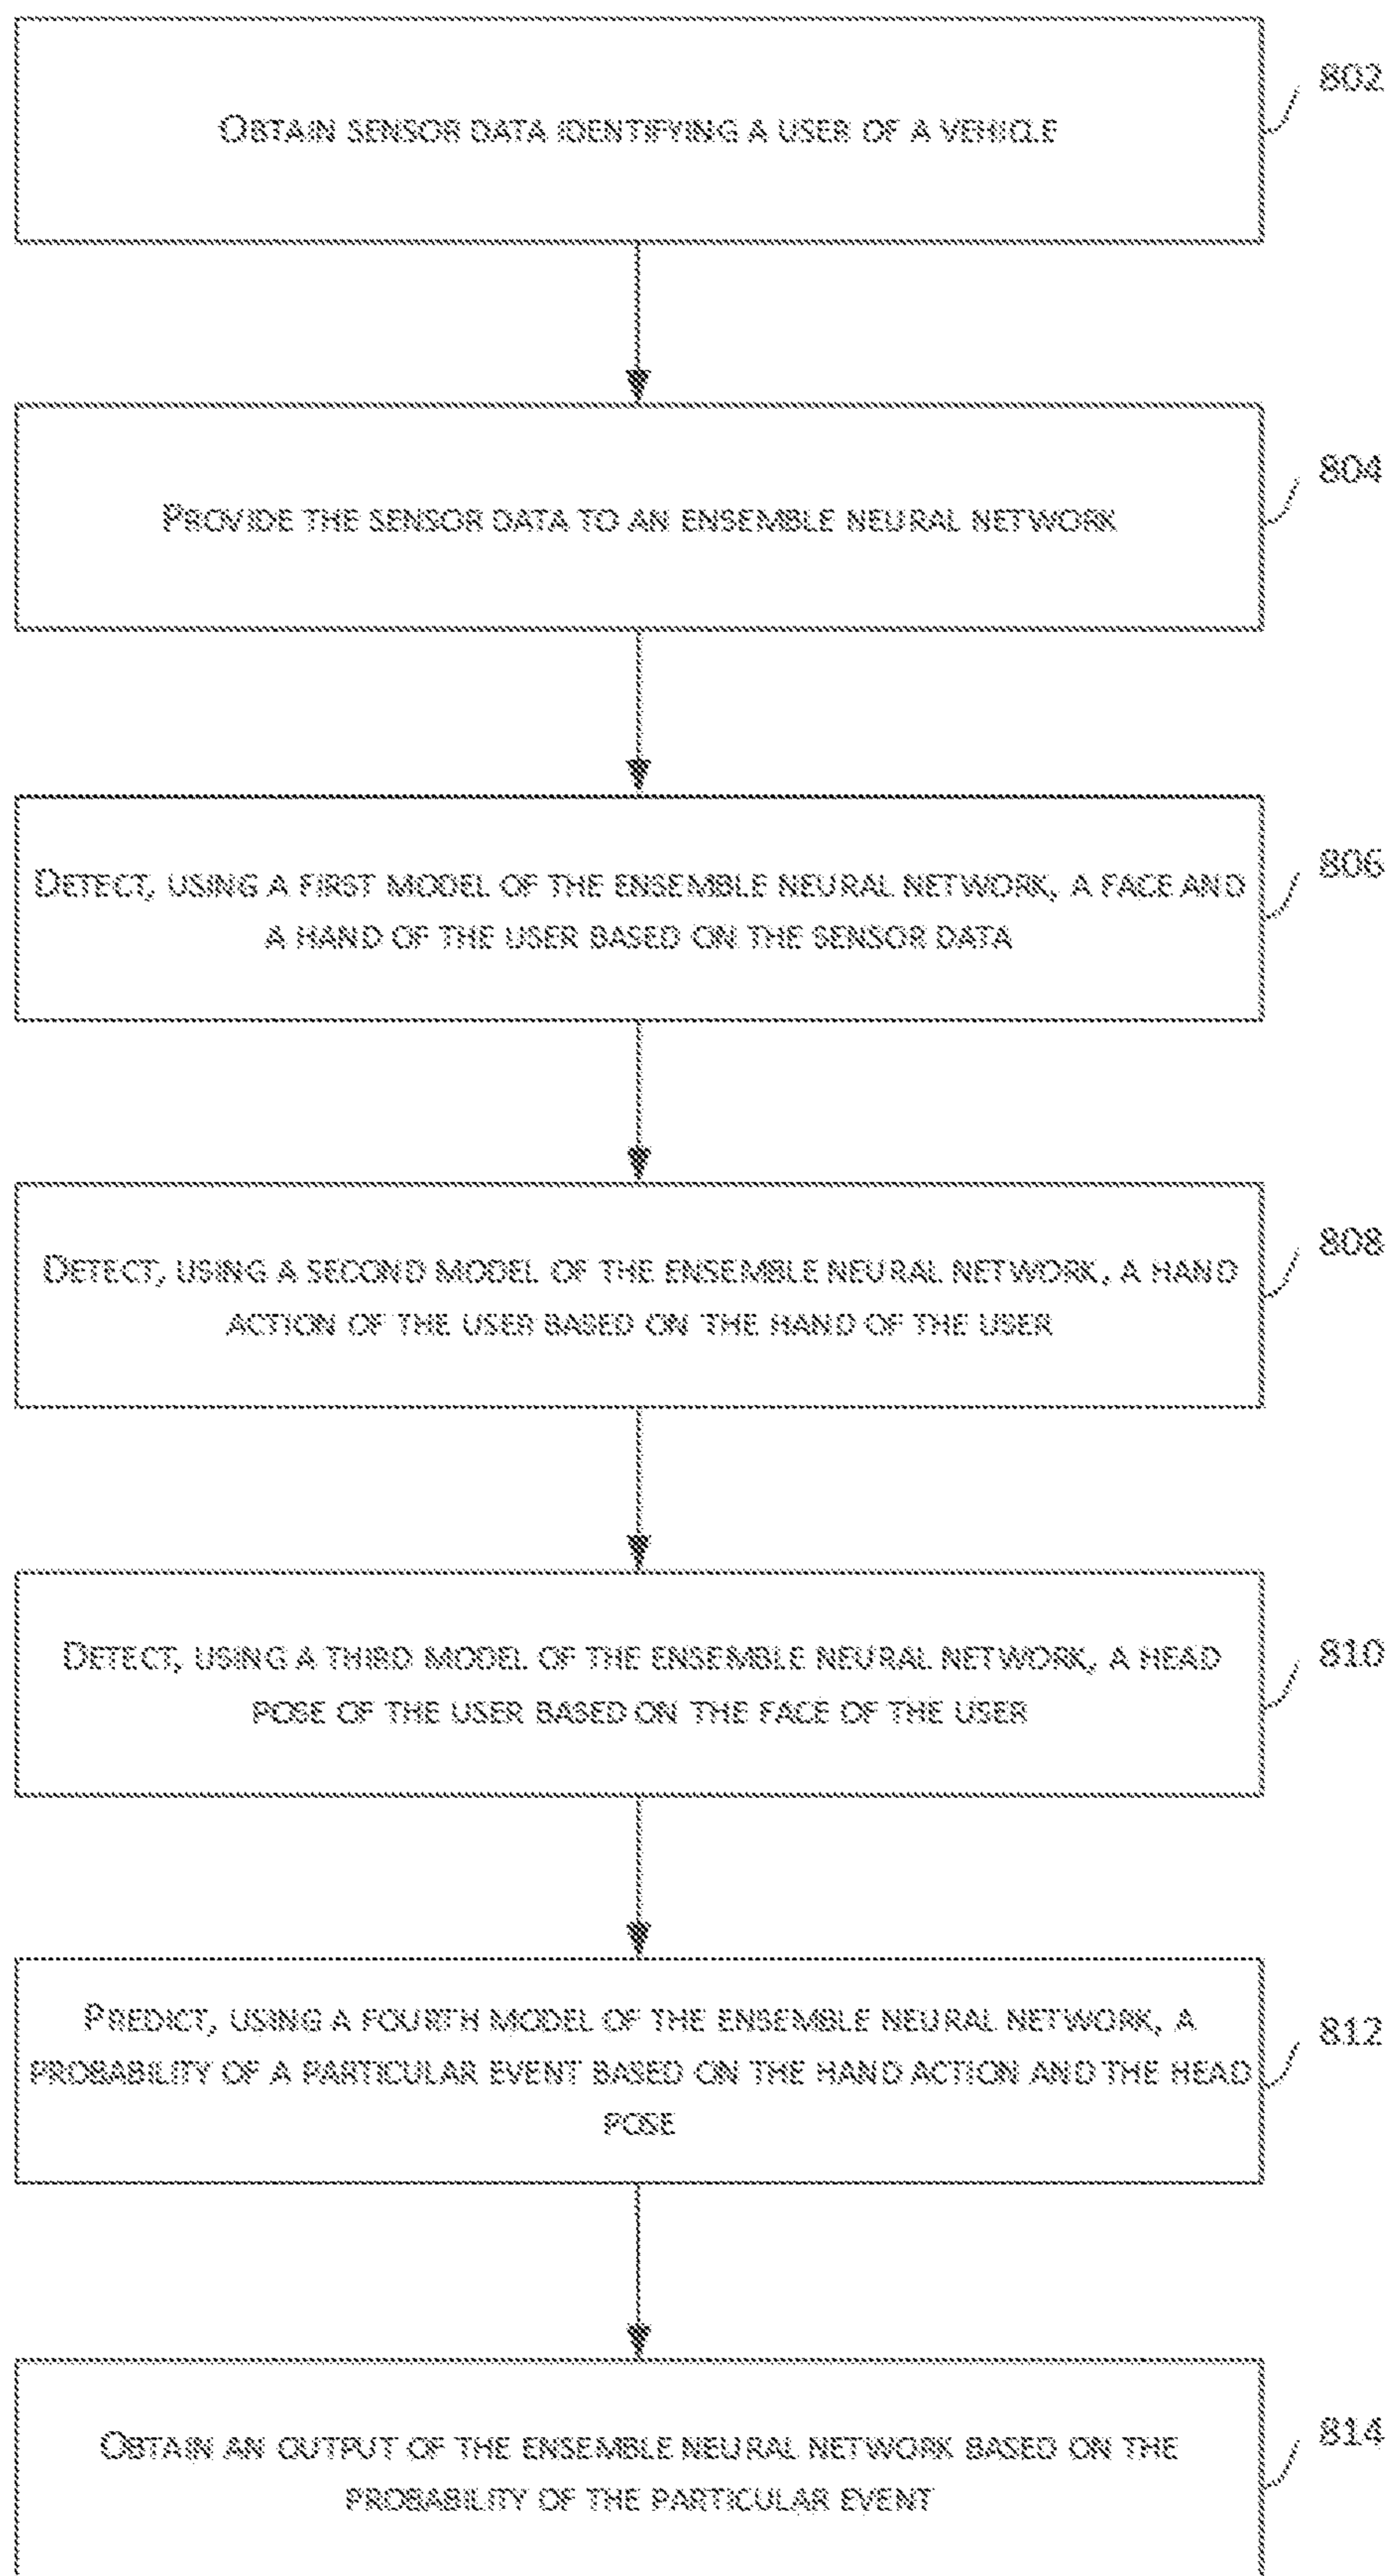 OBTAIN SENSOR DATA IDENTIFYING A USER OF A VEHICLE
802
PROVIDE THE SENSOR DATA TO AN ENSEMBLE NEURAL NETWORK
804
DETECT, USING A FIRST MODEL OF THE ENSEMBLE NEURAL NETWORK, A FACE AND
A HAND OF THE USER BASED ON THE SENSOR DATA
806
DETECT, USING A SECOND MODEL OF THE ENSEMBLE NEURAL NETWORK, A HAND
ACTION OF THE USER BASED ON THE HAND OF THE USER
808
DETECT, USING A THIRD MODEL OF THE ENSEMBLE NEURAL NETWORK, A HEAD
POSE OF THE USER BASED ON THE FACE OF THE USER
810
PREDICT, USING A FOURTH MODEL OF THE ENSEMBLE NEURAL NETWORK, A
PROBABILITY OF A PARTICULAR EVENT BASED ON THE HAND ACTION AND THE HEAD
POSE
812
OBTAIN AN OUTPUT OF THE ENSEMBLE NEURAL NETWORK BASED ON THE
PROBABILITY OF THE PARTICULAR EVENT
814